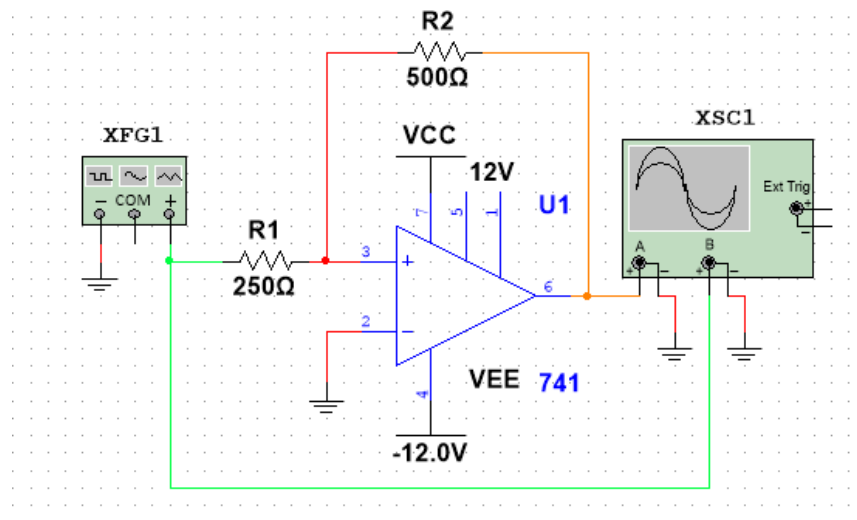 R2
500Ω
XFG1
XSC1
VCC
12V
− COM +
Ext Trig
+
−
7
5
1
U1
R1
A
B
250Ω
3
+
+
−
+
−
6
2
−
4
VEE
741
-12.0V